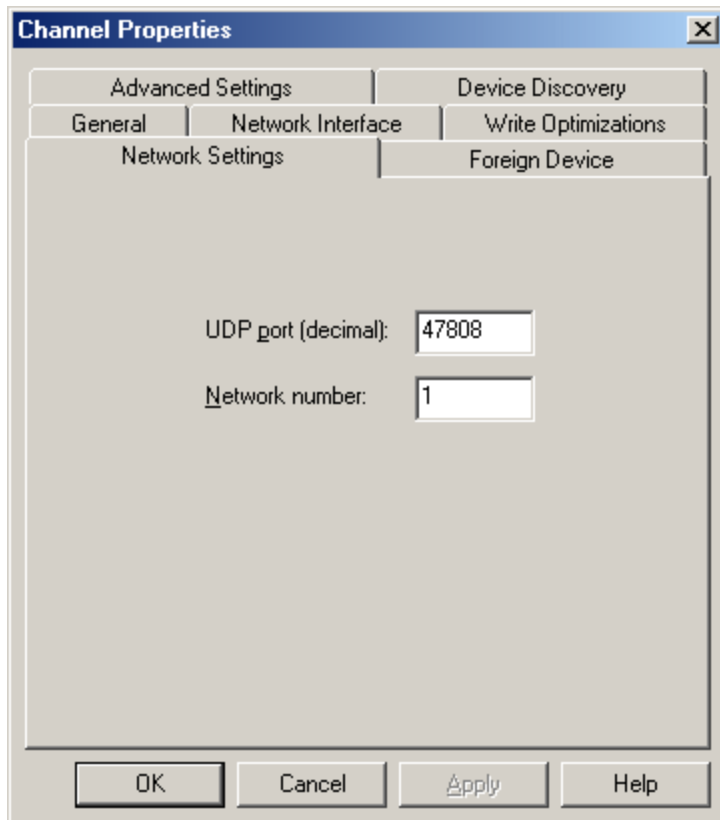 Channel Properties
Advanced Settings Device Discovery
General Network Interface Write Optimizations
Network Settings Foreign Device
UDP port (decimal): 47808
Network number: 1
OK Cancel Apply Help